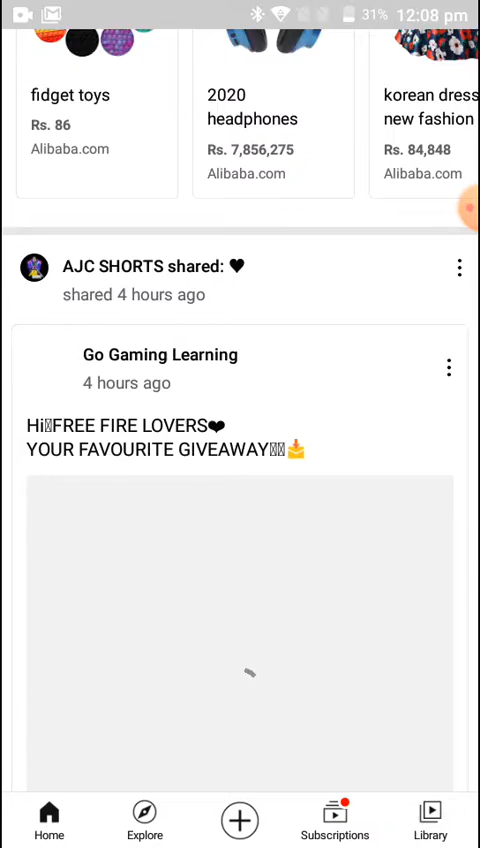 31% 12:08 pm
fidget toys
Rs. 86
Alibaba.com
2020
headphones
Rs. 7,856,275
Alibaba.com
korean dress
new fashion
Rs. 84,848
Alibaba.com
AJC SHORTS shared: 🖤
shared 4 hours ago
Go Gaming Learning
4 hours ago
Hi▯FREE FIRE LOVERS❤
YOUR FAVOURITE GIVEAWAY▯▯📩
Home
Explore
Subscriptions
Library